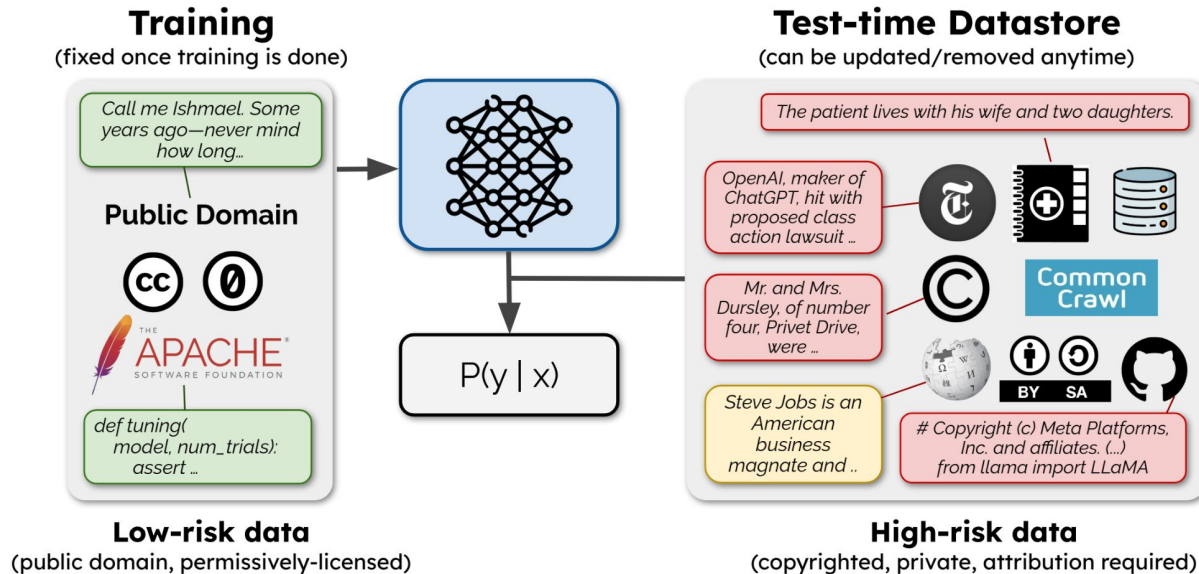 Training
(fixed once training is done)
Call me Ishmael. Some
years ago—never mind
how long…
Public Domain
cc
0
THE
APACHE®
SOFTWARE FOUNDATION
def tuning(
model, num_trials):
assert …
Low-risk data
(public domain, permissively-licensed)
P(y | x)
Test-time Datastore
(can be updated/removed anytime)
The patient lives with his wife and two daughters.
OpenAI, maker of
ChatGPT, hit with
proposed class
action lawsuit …
T
Mr. and Mrs.
Dursley, of number
four, Privet Drive,
were …
©
Common
Crawl
Steve Jobs is an
American
business
magnate and ..
W
Ω
И
BY SA
# Copyright (c) Meta Platforms,
Inc. and affiliates. (...)
from llama import LLaMA
High-risk data
(copyrighted, private, attribution required)